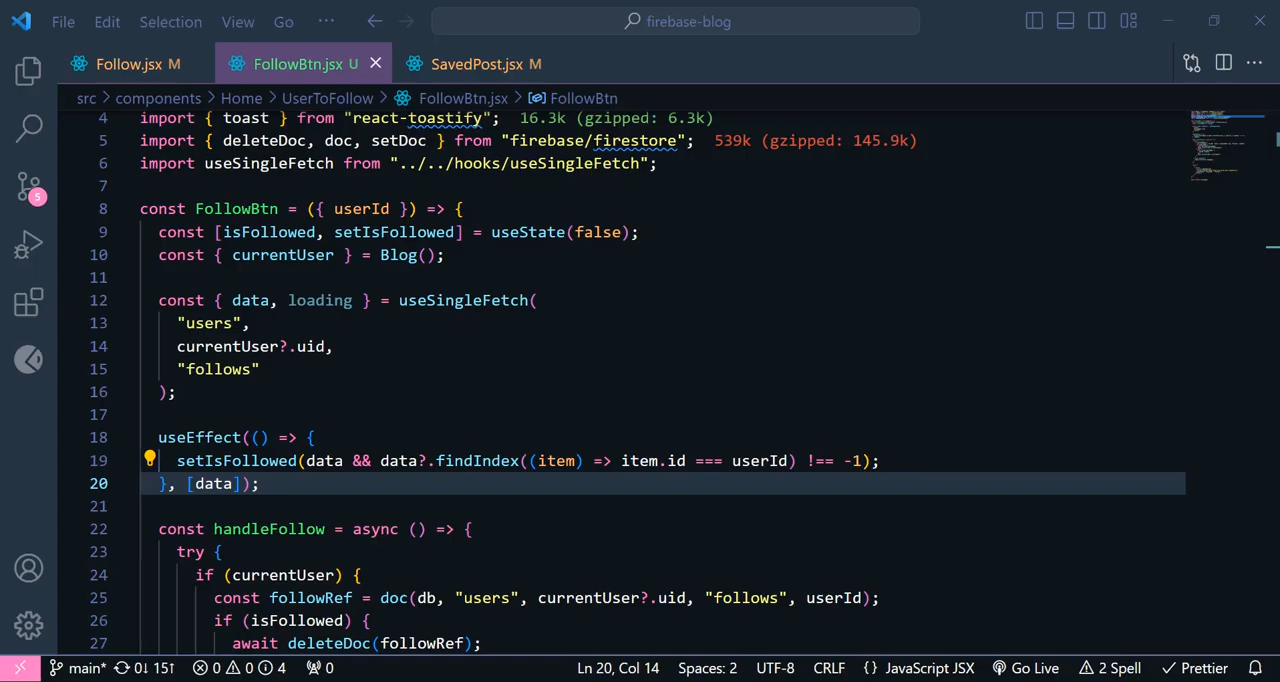 File Edit Selection View Go ··· firebase-blog
Follow.jsx M FollowBtn.jsx U SavedPost.jsx M
src > components > Home > UserToFollow > FollowBtn.jsx > FollowBtn
4 import { toast } from "react-toastify"; 16.3k (gzipped: 6.3k)
5 import { deleteDoc, doc, setDoc } from "firebase/firestore"; 539k (gzipped: 145.9k)
6 import useSingleFetch from "../../hooks/useSingleFetch";
7
8 const FollowBtn = ({ userId }) => {
9 const [isFollowed, setIsFollowed] = useState(false);
10 const { currentUser } = Blog();
11
12 const { data, loading } = useSingleFetch(
13 "users",
14 currentUser?.uid,
15 "follows"
16 );
17
18 useEffect(() => {
19 setIsFollowed(data && data?.findIndex((item) => item.id === userId) !== -1);
20 }, [data]);
21
22 const handleFollow = async () => {
23 try {
24 if (currentUser) {
25 const followRef = doc(db, "users", currentUser?.uid, "follows", userId);
26 if (isFollowed) {
27 await deleteDoc(followRef);
5
main* 0↓ 15↑ 0 0 4 0 Ln 20, Col 14 Spaces: 2 UTF-8 CRLF {} JavaScript JSX Go Live 2 Spell Prettier